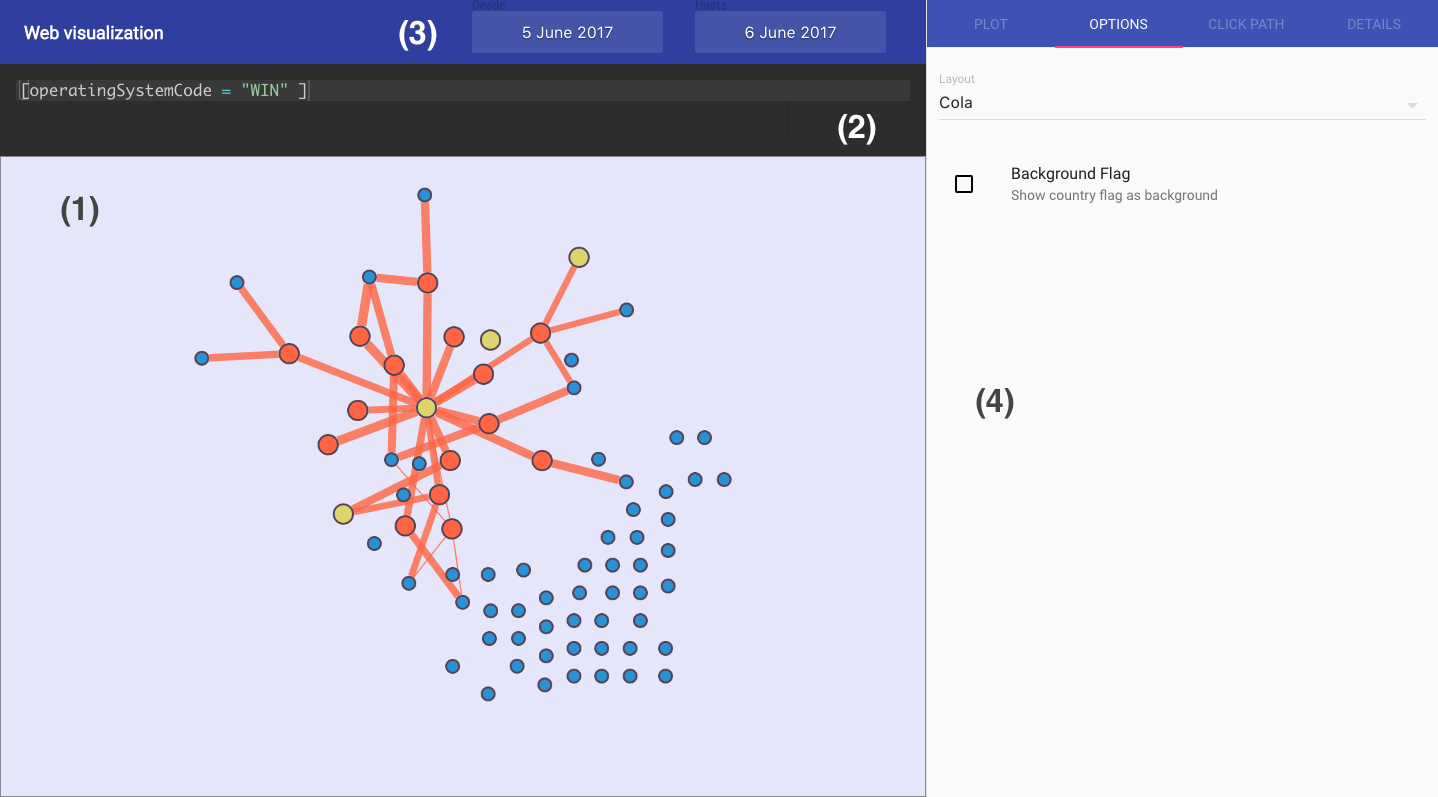 Desde
Hasta
Web visualization
(3)
5 June 2017
6 June 2017
PLOT
OPTIONS
CLICK PATH
DETAILS
[operatingSystemCode = "WIN" ]
(2)
Layout
Cola
Background Flag
Show country flag as background
(1)
(4)